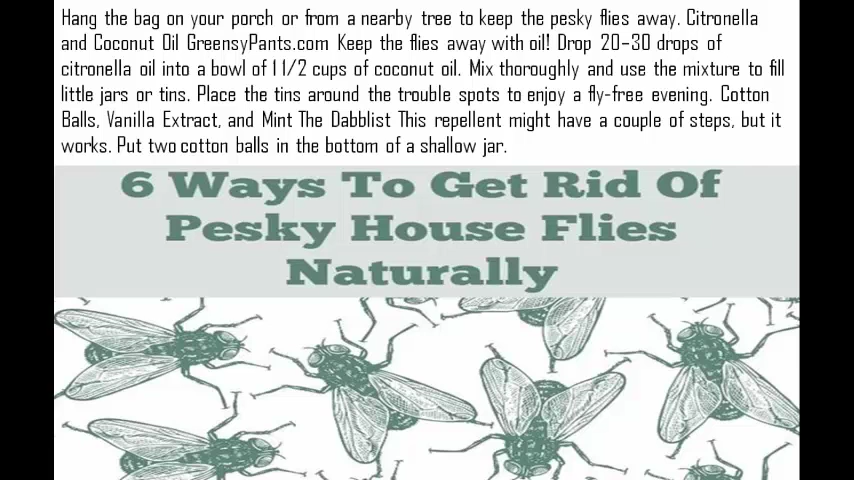 Hang the bag on your porch or from a nearby tree to keep the pesky flies away. Citronella
and Coconut Oil GreensyPants.com Keep the flies away with oil! Drop 20–30 drops of
citronella oil into a bowl of 1 1/2 cups of coconut oil. Mix thoroughly and use the mixture to fill
little jars or tins. Place the tins around the trouble spots to enjoy a fly-free evening. Cotton
Balls, Vanilla Extract, and Mint The Dabblist This repellent might have a couple of steps, but it
works. Put two cotton balls in the bottom of a shallow jar.
6 Ways To Get Rid Of
Pesky House Flies
Naturally